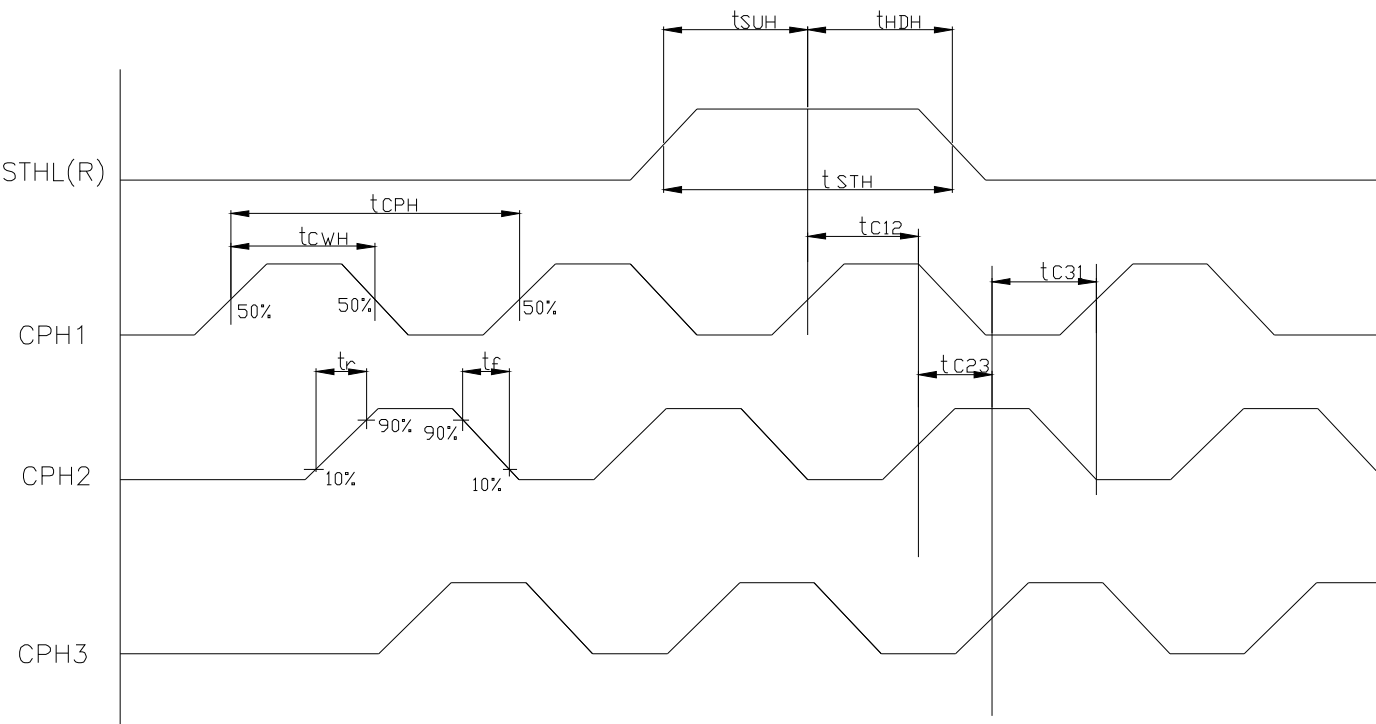 tSUH tHDH
STHL(R)
tSTH
tCPH
tCWH
tC12
tC31
50% 50% 50%
CPH1
tr tf
tC23
90% 90%
10% 10%
CPH2
CPH3